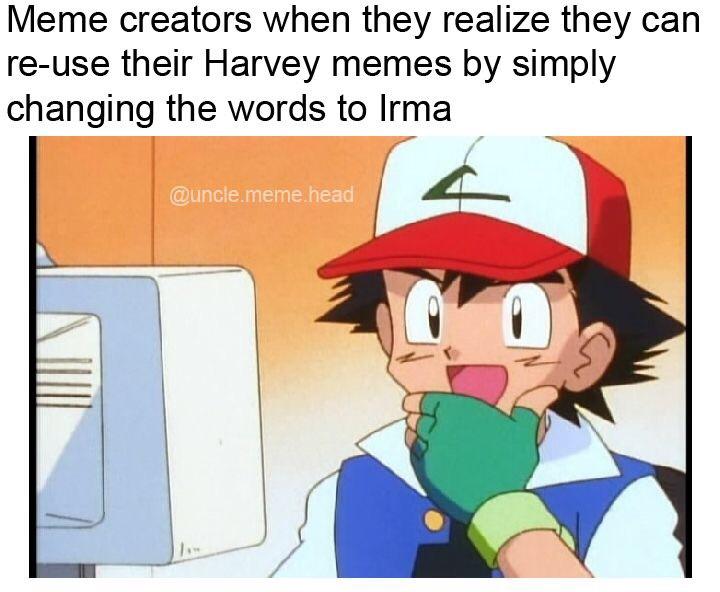 Meme creators when they realize they can
re-use their Harvey memes by simply
changing the words to Irma
@uncle.meme.head